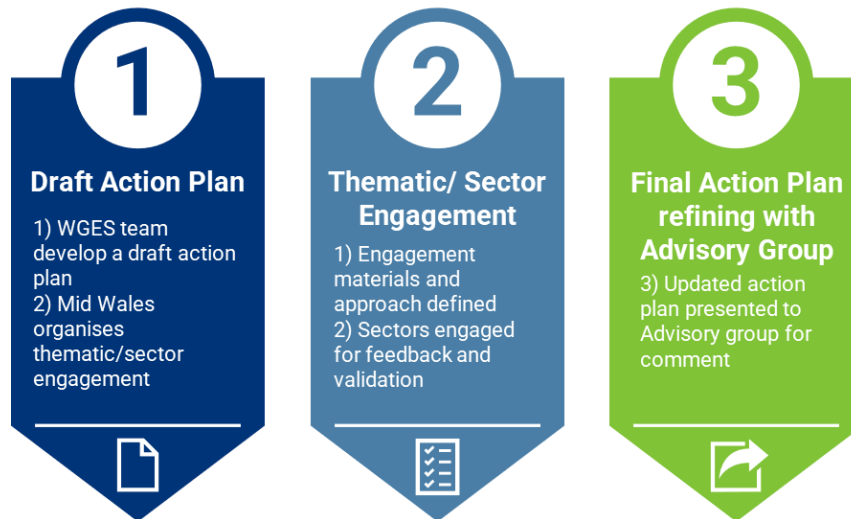 1
Draft Action Plan
1) WGES team
develop a draft action
plan
2) Mid Wales
organises
thematic/sector
engagement
2
Thematic/ Sector
Engagement
1) Engagement
materials and
approach defined
2) Sectors engaged
for feedback and
validation
3
Final Action Plan
refining with
Advisory Group
3) Updated action
plan presented to
Advisory group for
comment